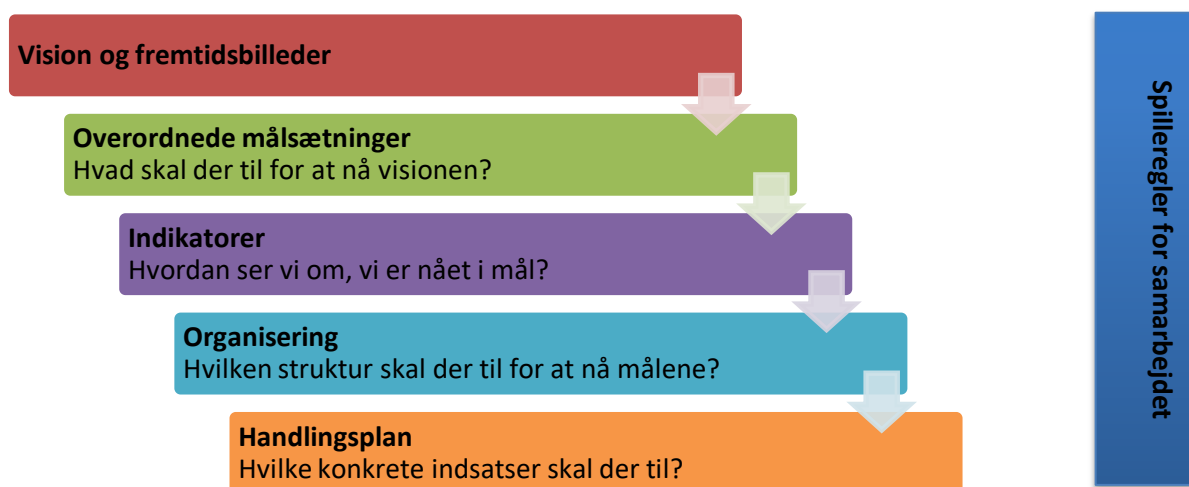 Vision og fremtidsbilleder
Overordnede målsætninger
Hvad skal der til for at nå visionen?
Indikatorer
Hvordan ser vi om, vi er nået i mål?
Organisering
Hvilken struktur skal der til for at nå målene?
Handlingsplan
Hvilke konkrete indsatser skal der til?
Spilleregler for samarbejdet